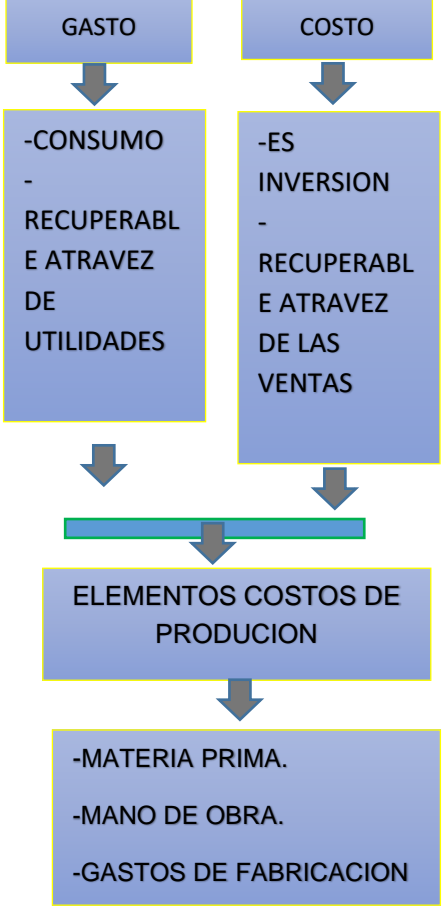 GASTO
COSTO
-CONSUMO
-
RECUPERABL
E ATRAVEZ
DE
UTILIDADES
-ES
INVERSION
-
RECUPERABL
E ATRAVEZ
DE LAS
VENTAS
ELEMENTOS COSTOS DE
PRODUCION
-MATERIA PRIMA.
-MANO DE OBRA.
-GASTOS DE FABRICACION